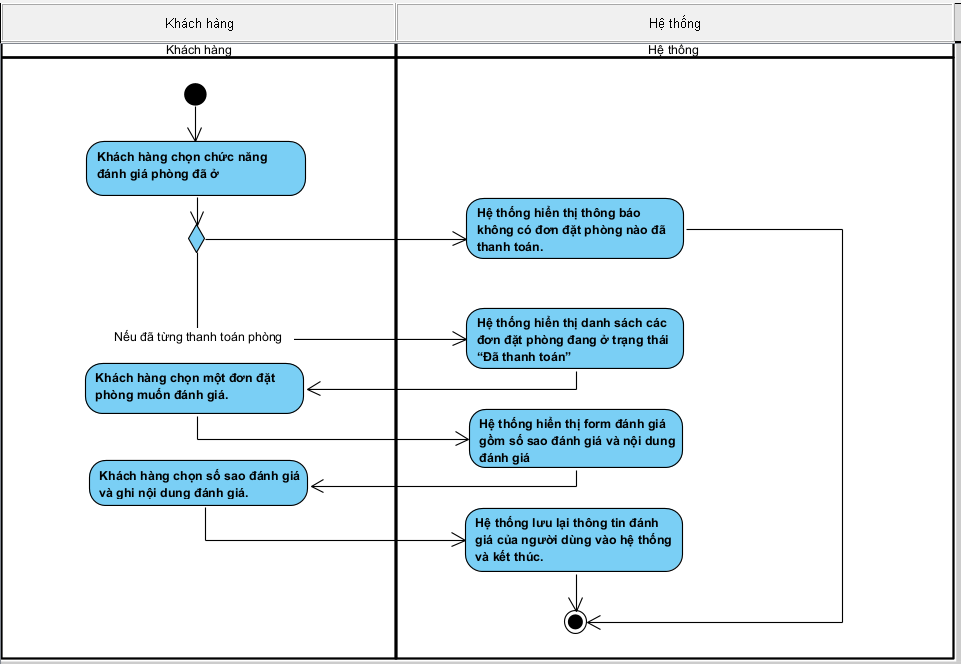 Khách hàng
Hệ thống
Khách hàng
Hệ thống
Khách hàng chọn chức năng
đánh giá phòng đã ở
Hệ thống hiển thị thông báo
không có đơn đặt phòng nào đã
thanh toán.
Nếu đã từng thanh toán phòng
Hệ thống hiển thị danh sách các
đơn đặt phòng đang ở trạng thái
“Đã thanh toán”
Khách hàng chọn một đơn đặt
phòng muốn đánh giá.
Hệ thống hiển thị form đánh giá
gồm số sao đánh giá và nội dung
đánh giá
Khách hàng chọn số sao đánh giá
và ghi nội dung đánh giá.
Hệ thống lưu lại thông tin đánh
giá của người dùng vào hệ thống
và kết thúc.